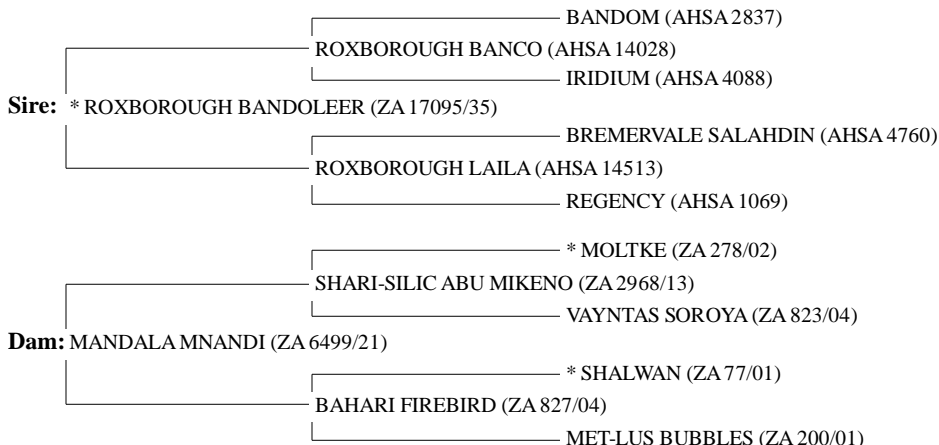 BANDOM (AHSA 2837)
ROXBOROUGH BANCO (AHSA 14028)
IRIDIUM (AHSA 4088)
Sire: * ROXBOROUGH BANDOLEER (ZA 17095/35)
BREMERVALE SALAHDIN (AHSA 4760)
ROXBOROUGH LAILA (AHSA 14513)
REGENCY (AHSA 1069)
* MOLTKE (ZA 278/02)
SHARI-SILIC ABU MIKENO (ZA 2968/13)
VAYNTAS SOROYA (ZA 823/04)
Dam: MANDALA MNANDI (ZA 6499/21)
* SHALWAN (ZA 77/01)
BAHARI FIREBIRD (ZA 827/04)
MET-LUS BUBBLES (ZA 200/01)